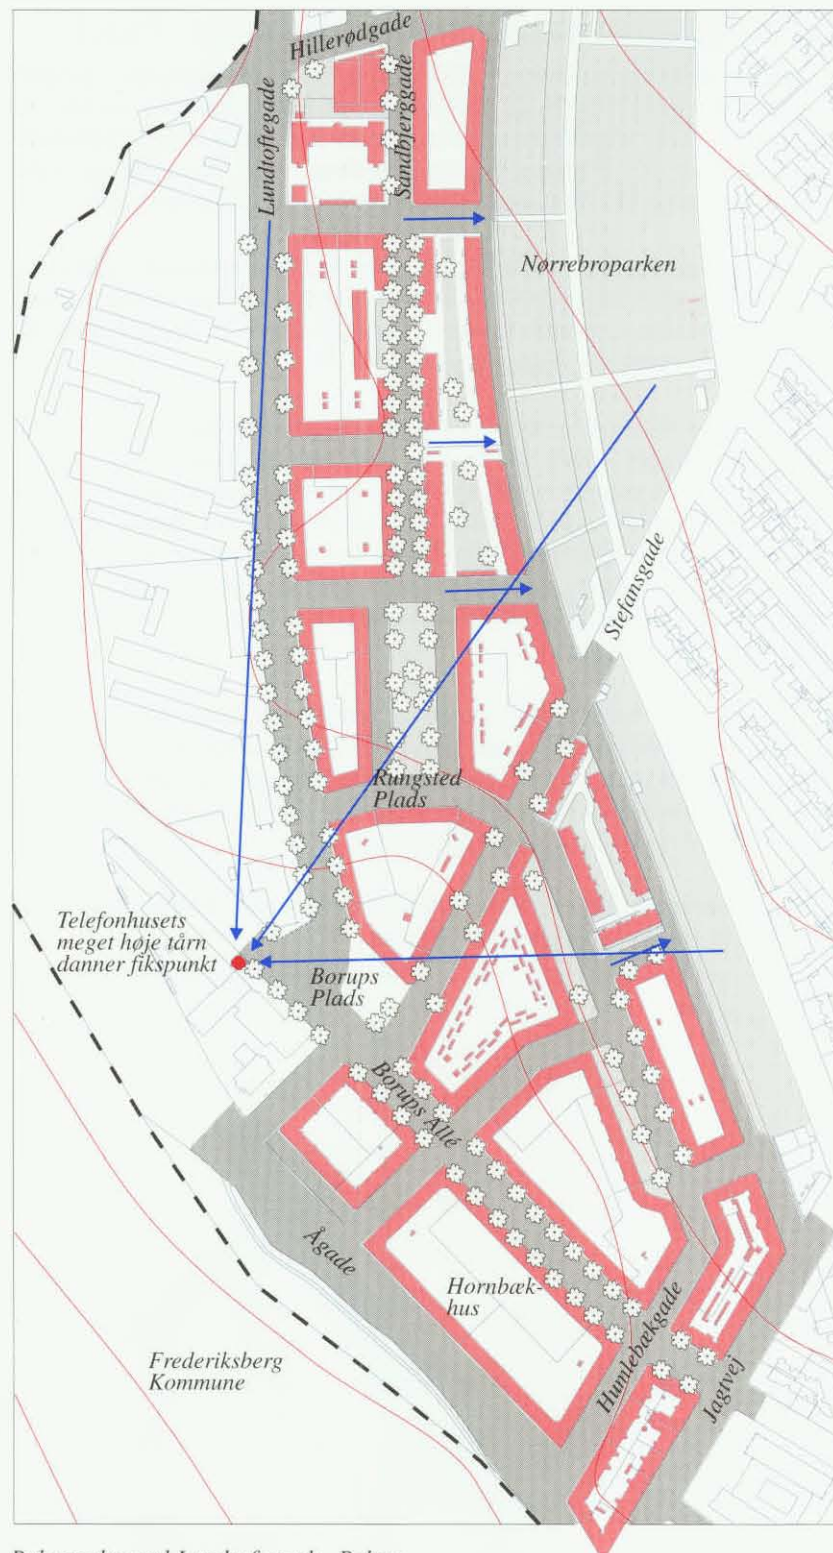 Hillerødgade
Lundtoftegade
Sandbjerggade
Nørrebroparken
Stefansgade
Rungsted
Plads
Telefonhusets
meget høje tårn
danner fikspunkt
Borups
Plads
Borups Allé
Ågade
Hornbæk-
hus
Humlebækgade
Jagtvej
Frederiksberg
Kommune